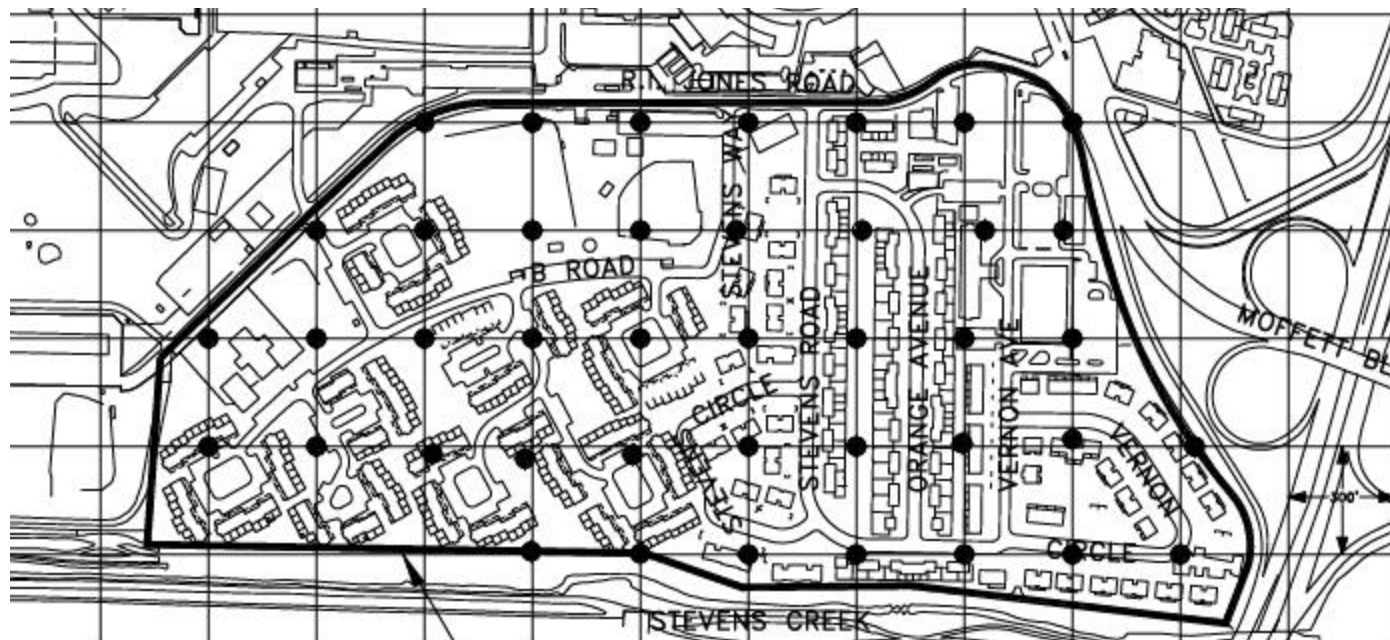 R.T. JONES ROAD
STEVENS WAY
B ROAD
STEVENS ROAD
ORANGE AVENUE
VERNON AVE
MOFFETT BL
STEVENS CIRCLE
VERNON CIRCLE
300'
STEVENS CREEK